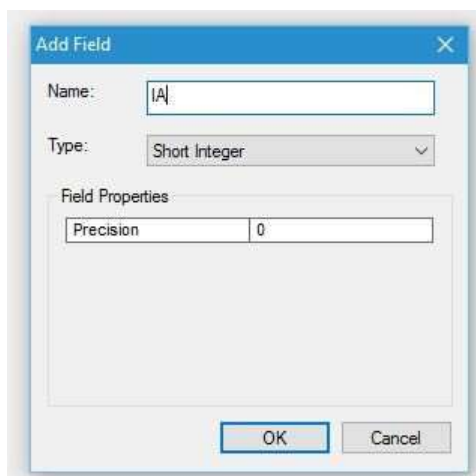 Add Field
Name: IA
Type: Short Integer
Field Properties
Precision 0
OK Cancel